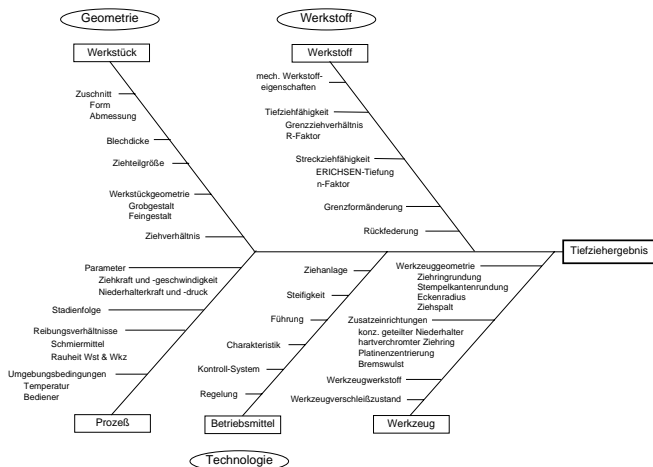 Geometrie
Werkstoff
Werkstück
Werkstoff
Zuschnitt
Form
Abmessung
Blechdicke
Ziehteilgröße
Werkstückgeometrie
Grobgestalt
Feingestalt
Ziehverhältnis
mech. Werkstoff-
eigenschaften
Tiefziehfähigkeit
Grenzziehverhältnis
R-Faktor
Streckziehfähigkeit
ERICHSEN-Tiefung
n-Faktor
Grenzformänderung
Rückfederung
Tiefziehergebnis
Parameter
Ziehkraft und -geschwindigkeit
Niederhalterkraft und -druck
Stadienfolge
Reibungsverhältnisse
Schmiermittel
Rauheit Wst & Wkz
Umgebungsbedingungen
Temperatur
Bediener
Ziehanlage
Steifigkeit
Führung
Charakteristik
Kontroll-System
Regelung
Werkzeuggeometrie
Ziehringrundung
Stempelkantenrundung
Eckenradius
Ziehspalt
Zusatzeinrichtungen
konz. geteilter Niederhalter
hartverchromter Ziehring
Platinenzentrierung
Bremswulst
Werkzeugwerkstoff
Werkzeugverschleißzustand
Prozeß
Betriebsmittel
Werkzeug
Technologie